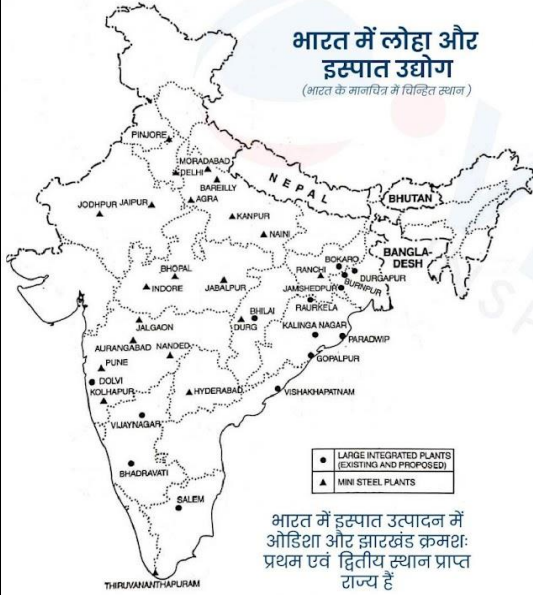 भारत में लोहा और
इस्पात उद्योग
(भारत के मानचित्र में चिन्हित स्थान)
PINJORE
MORADABAD
DELHI
BAREILLY
NEPAL
JODHPUR
JAIPUR
AGRA
BHUTAN
KANPUR
NAINI
BANGLA-
DESH
BHOPAL
BOKARO
RANCHI
DURGAPUR
INDORE
JABALPUR
JAMSHEDPUR
BURNPUR
RAURKELA
BHILAI
JALGAON
DURG
KALINGA NAGAR
PARADWIP
AURANGABAD
NANDED
GOPALPUR
PUNE
DOLVI
KOLHAPUR
HYDERABAD
VISHAKHAPATNAM
VIJAYNAGAR
LARGE INTEGRATED PLANTS
(EXISTING AND PROPOSED)
MINI STEEL PLANTS
BHADRAVATI
SALEM
भारत में इस्पात उत्पादन में
ओडिशा और झारखंड क्रमशः
प्रथम एवं द्वितीय स्थान प्राप्त
राज्य हैं
THIRUVANANTHAPURAM